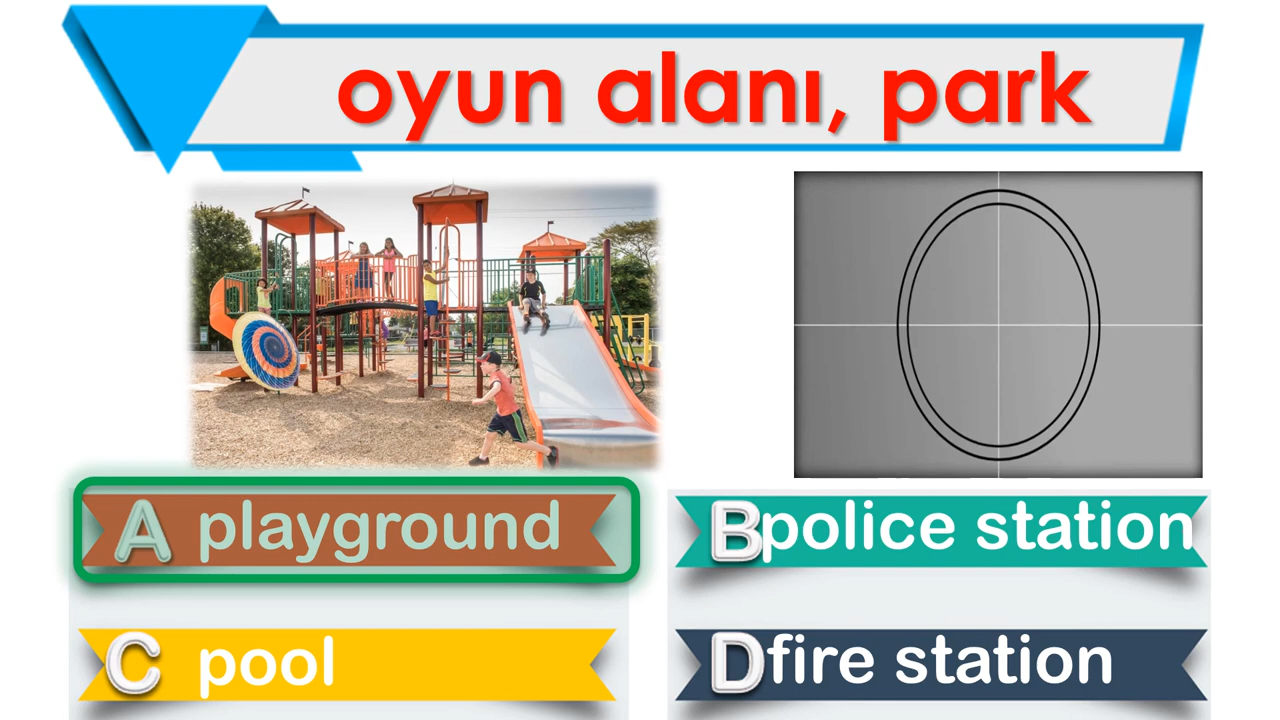 oyun alanı, park
A playground
B police station
C pool
D fire station